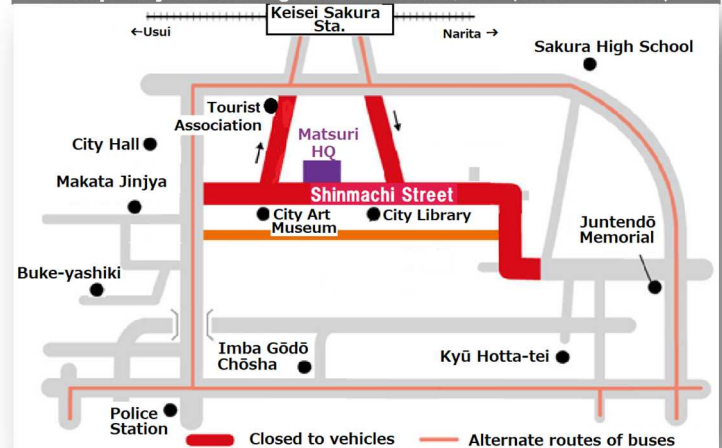 Keisei Sakura
Sta.
←Usui
Narita →
Sakura High School
Tourist
Association
City Hall
Matsuri
HQ
Makata Jinjya
Shinmachi Street
City Art
Museum
City Library
Juntendō
Memorial
Buke-yashiki
Imba Gōdō
Chōsha
Kyū Hotta-tei
Police
Station
Closed to vehicles
Alternate routes of buses